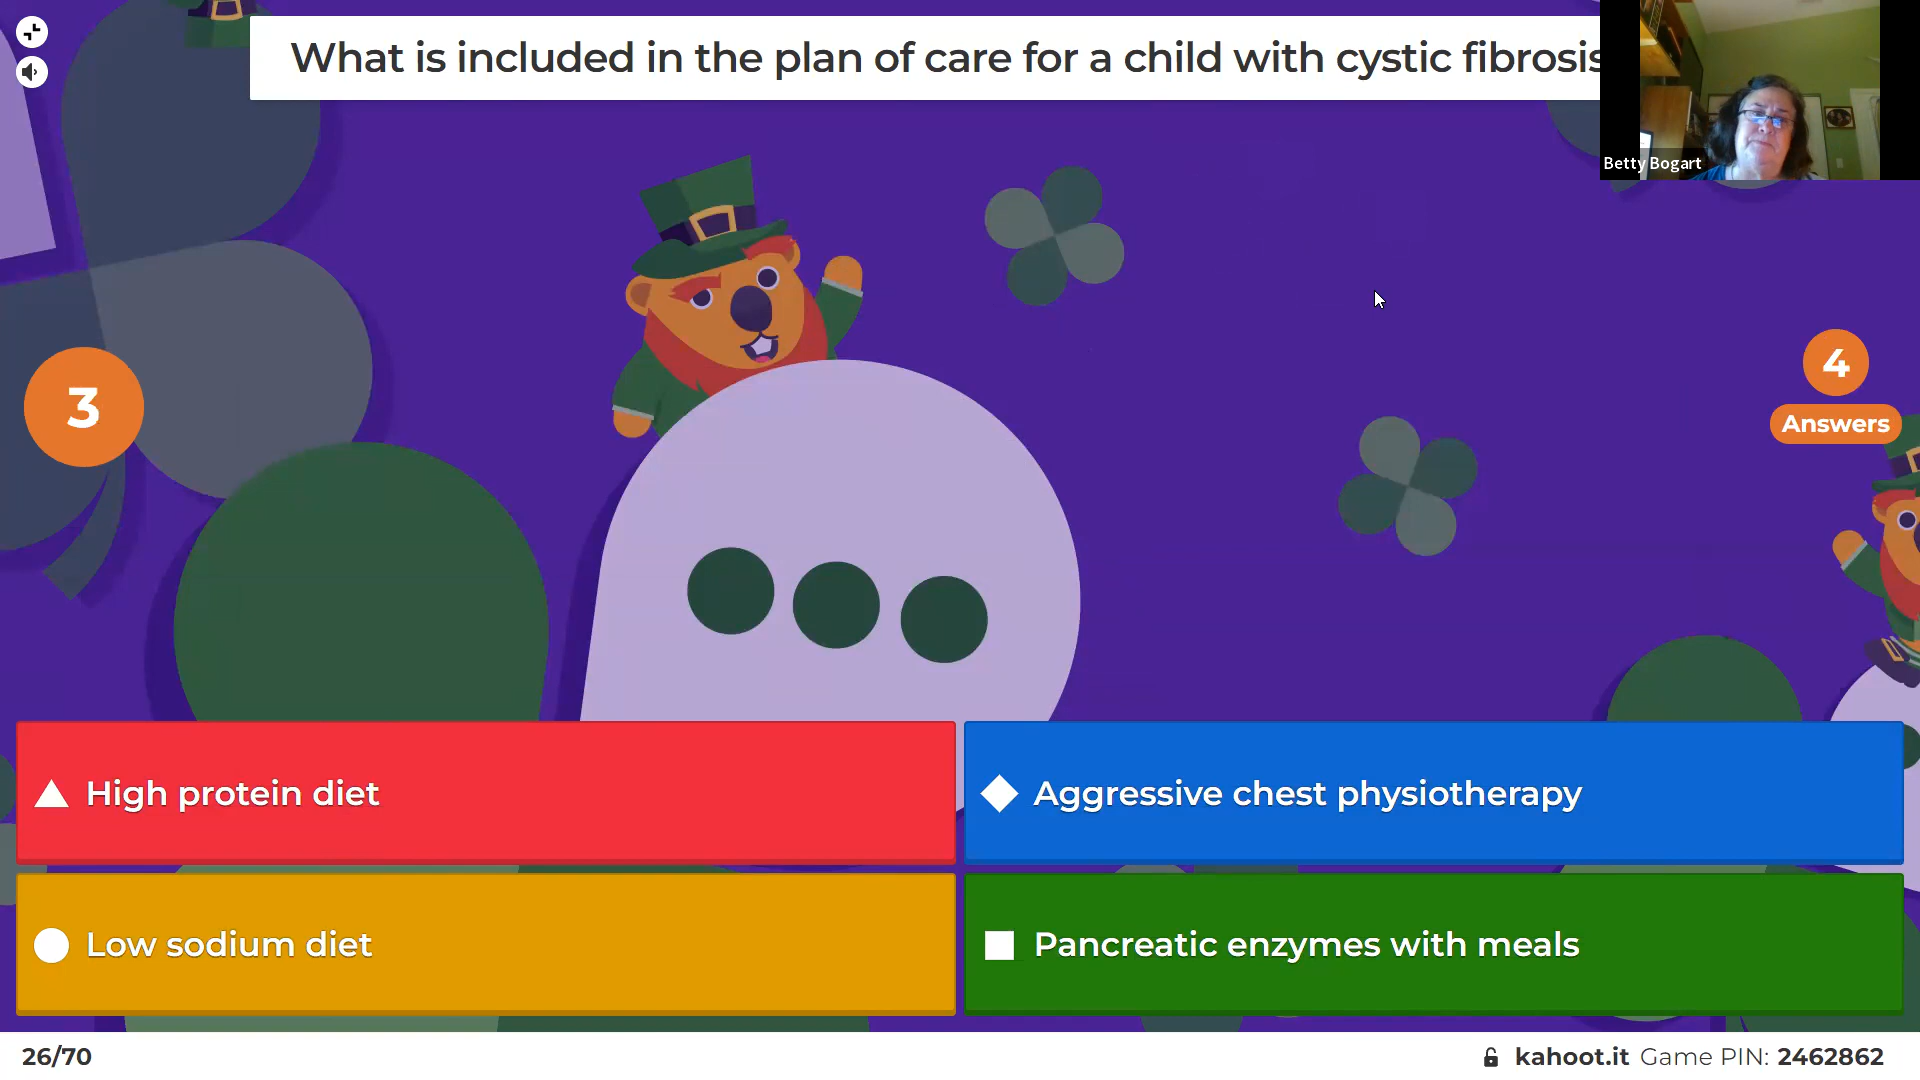 What is included in the plan of care for a child with cystic fibrosis
Betty Bogart
3
4
Answers
High protein diet
Aggressive chest physiotherapy
Low sodium diet
Pancreatic enzymes with meals
26/70
kahoot.it Game PIN: 2462862